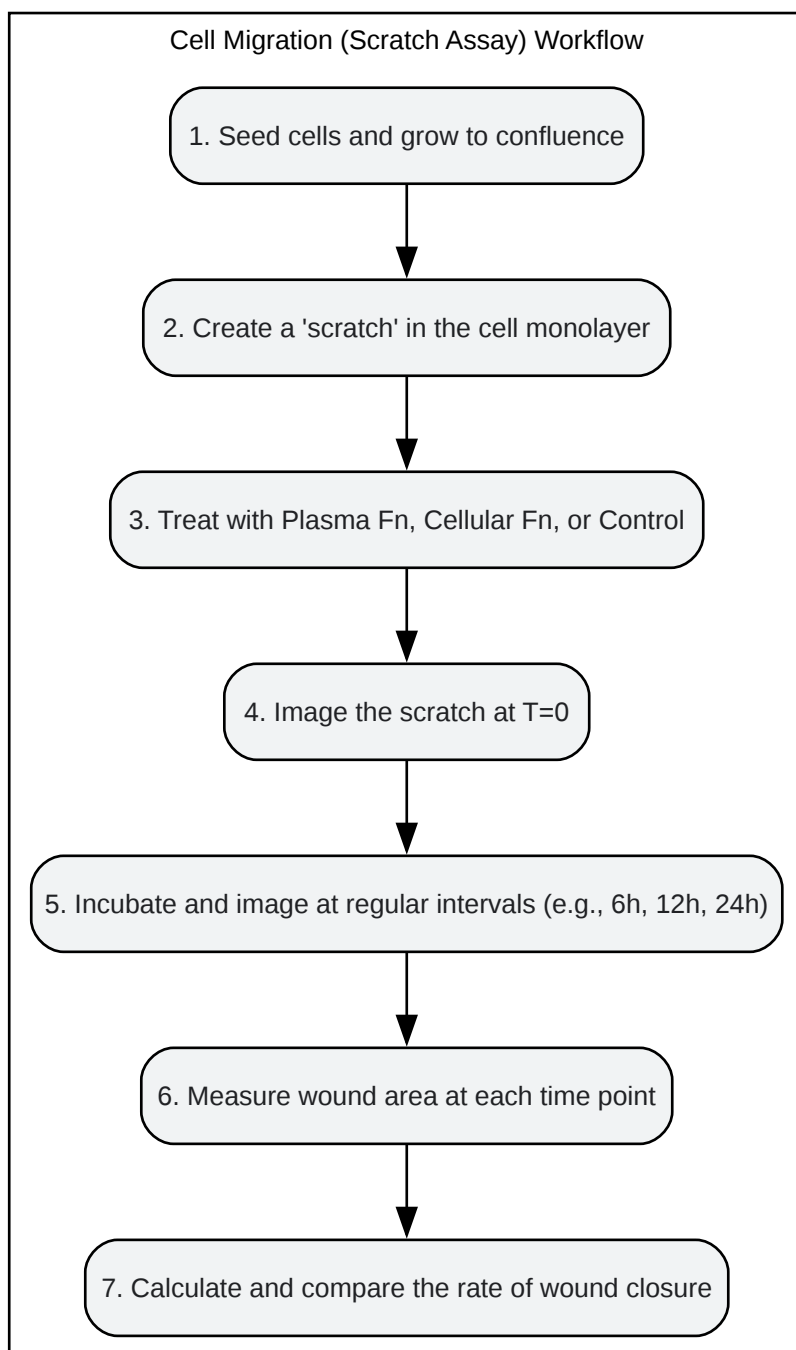 Cell Migration (Scratch Assay) Workflow
1. Seed cells and grow to confluence
2. Create a 'scratch' in the cell monolayer
3. Treat with Plasma Fn, Cellular Fn, or Control
4. Image the scratch at T=0
5. Incubate and image at regular intervals (e.g., 6h, 12h, 24h)
6. Measure wound area at each time point
7. Calculate and compare the rate of wound closure